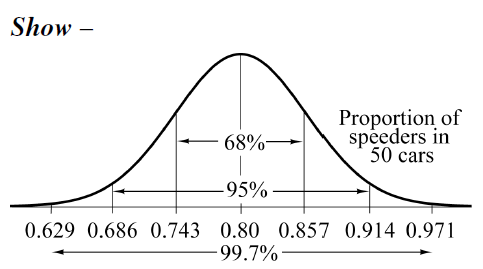 Show –
Proportion of
speeders in
50 cars
68%
95%
0.629 0.686 0.743 0.80 0.857 0.914 0.971
99.7%